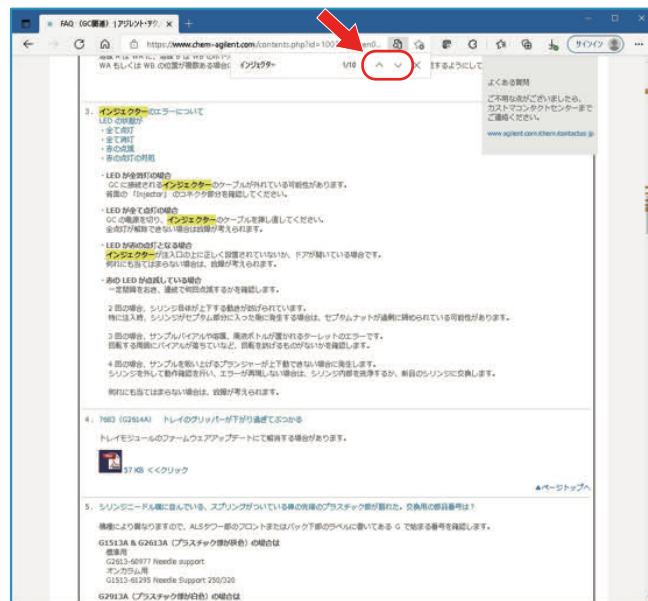 FAQ (GC関連) | アジレント・テク
https://www.chem-agilent.com/contents.php?id=100
サインイン
インジェクター 1/10
WA もしくは WB の位置が複数ある場合
するようにして
よくある質問
ご不明な点がございましたら、
カストマコンタクトセンターまで
ご連絡ください。
www.agilent.com/chem/contactus:jp
3. インジェクターのエラーについて
LED の状態が
・全て点灯
・全て消灯
・赤の点滅
・赤の点灯の対処
・LED が全消灯の場合
GC に接続されるインジェクターのケーブルが外れている可能性があります。
背面の 「Injector」 のコネクタ部分を確認してください。
・LED が全て点灯の場合
GC の電源を切り、インジェクターのケーブルを挿し直してください。
全点灯が解除できない場合は故障が考えられます。
・LED が赤の点灯となる場合
インジェクターが注入口の上に正しく設置されていないか、ドアが開いている場合です。
何れにも当てはまらない場合は、故障が考えられます。
・赤の LED が点滅している場合
一定間隔をおき、連続で何回点滅するかを確認します。
2 回の場合、シリンジ自体が上下する動きが妨げられています。
特に注入時、シリンジがセプタム部分に入った後に発生する場合は、セプタムナットが過剰に締められている可能性があります。
3 回の場合、サンプルバイアルや溶媒、廃液ボトルが置かれるターレットのエラーです。
回転する周囲にバイアルが落ちていなど、回転を妨げるものがないかを確認します。
4 回の場合、サンプルを吸い上げるプランジャーが上下動できない場合に発生します。
シリンジを外して動作確認を行い、エラーが再現しない場合は、シリンジ内部を洗浄するか、新品のシリンジに交換します。
何れにも当てはまらない場合は、故障が考えられます。
4. 7683 (G2614A) トレイのグリッパーが下がり過ぎてぶつかる
トレイモジュールのファームウェアアップデートにて解消する場合があります。
57 KB <<クリック
▲ページトップへ
5. シリンジニードル横に並んでいる、スプリングがついている棒の先端のプラスチック部が割れた。交換用の部品番号は？
機種により異なりますので、ALSタワー部のフロントまたはバック下部のラベルに書いてある G で始まる番号を確認します。
G1513A & G2613A (プラスチック部が灰色) の場合は
標準用
G2613-60977 Needle support
オンカラム用
G1513-61295 Needle Support 250/320
G2913A (プラスチック部が白色) の場合は